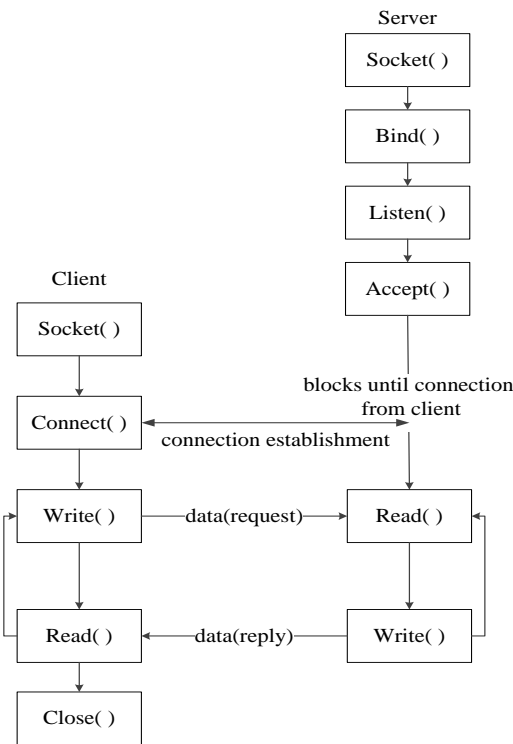 Server
Socket( )
Bind( )
Listen( )
Accept( )
Client
Socket( )
blocks until connection
from client
Connect( )
connection establishment
Write( )
data(request)
Read( )
Read( )
data(reply)
Write( )
Close( )